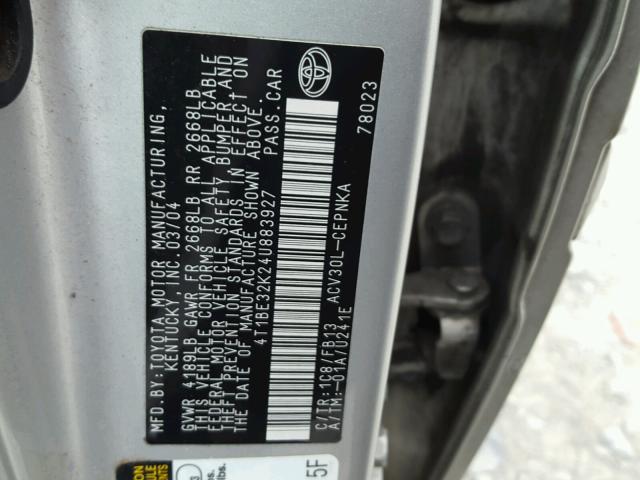 MFD.BY:TOYOTA MOTOR MANUFACTURING,
KENTUCKY, INC. 03/04
GVWR 4189LB GAWR FR 2668LB RR 2668LB
THIS VEHICLE CONFORMS TO ALL APPLICABLE
FEDERAL MOTOR VEHICLE SAFETY, BUMPER, AND
THEFT PREVENTION STANDARDS IN EFFECT ON
THE DATE OF MANUFACTURE SHOWN ABOVE.
4T1BE32K24U883927 PASS.CAR
ACV30L-CEPNKA
C/TR:1C8/FB13
A/TM:-01A/U241E
78023
5F